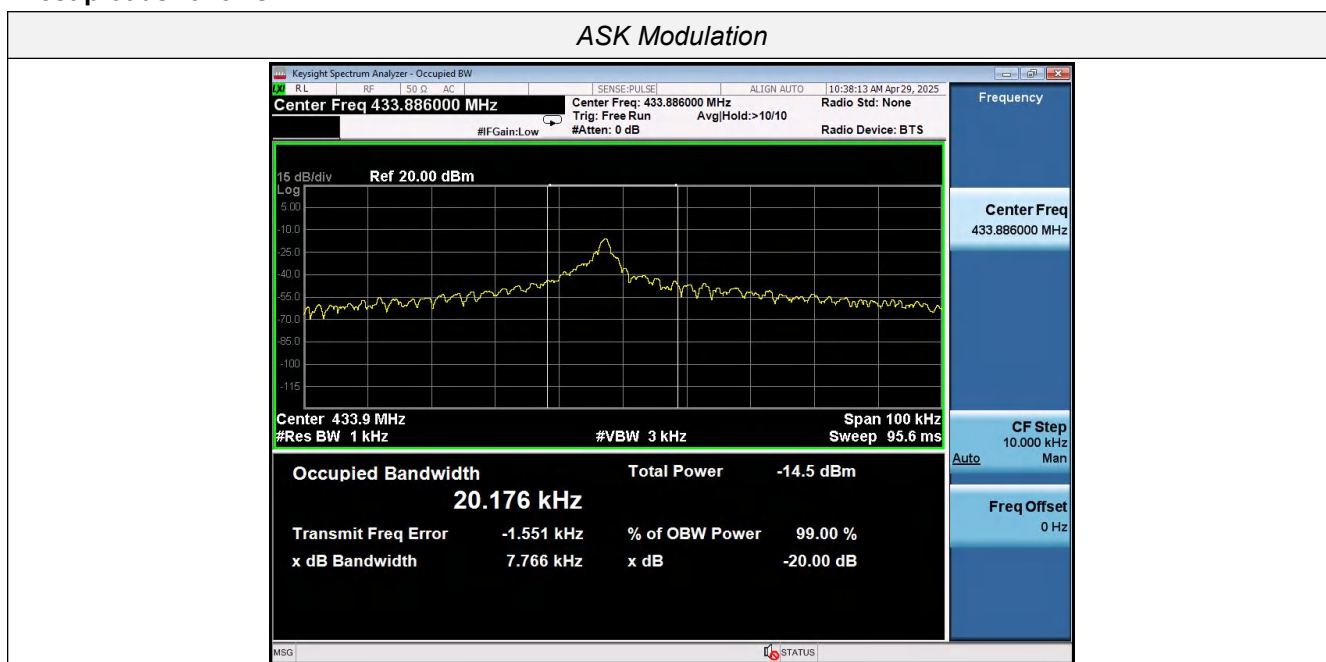 ASK Modulation
Keysight Spectrum Analyzer - Occupied BW
LXI RL RF 50 Ω AC SENSE:PULSE ALIGN AUTO 10:38:13 AM Apr 29, 2025
Center Freq 433.886000 MHz
Center Freq: 433.886000 MHz Radio Std: None
Trig: Free Run Avg|Hold:>10/10
#IFGain:Low #Atten: 0 dB Radio Device: BTS
Frequency
15 dB/div Ref 20.00 dBm
Log
5.00
-10.0
-25.0
-40.0
-55.0
-70.0
-85.0
-100
-115
Center 433.9 MHz Span 100 kHz
#Res BW 1 kHz #VBW 3 kHz Sweep 95.6 ms
Center Freq
433.886000 MHz
CF Step
10.000 kHz
Auto Man
Freq Offset
0 Hz
Occupied Bandwidth Total Power -14.5 dBm
20.176 kHz
Transmit Freq Error -1.551 kHz % of OBW Power 99.00 %
x dB Bandwidth 7.766 kHz x dB -20.00 dB
MSG STATUS